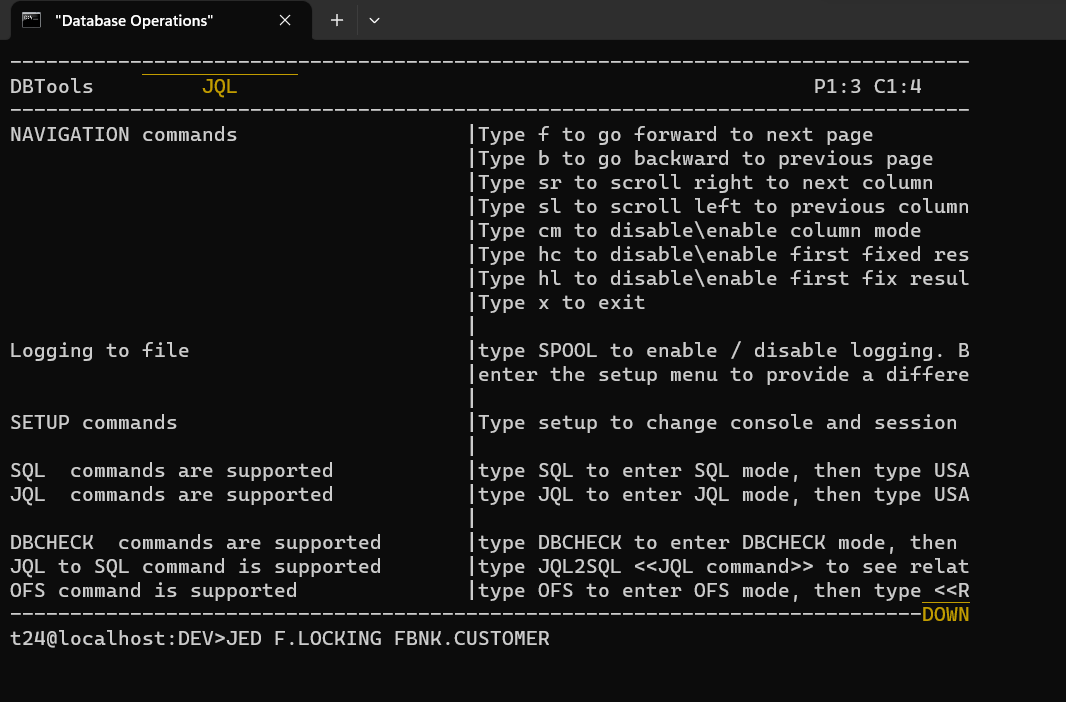 "Database Operations"
--------------------------------------------------------------------------------
DBTools         JQL                                                P1:3 C1:4
--------------------------------------------------------------------------------
NAVIGATION commands                   |Type f to go forward to next page
                                      |Type b to go backward to previous page
                                      |Type sr to scroll right to next column
                                      |Type sl to scroll left to previous column
                                      |Type cm to disable\enable column mode
                                      |Type hc to disable\enable first fixed res
                                      |Type hl to disable\enable first fix resul
                                      |Type x to exit
                                      |
Logging to file                       |type SPOOL to enable / disable logging. B
                                      |enter the setup menu to provide a differe
                                      |
SETUP commands                        |Type setup to change console and session
                                      |
SQL  commands are supported           |type SQL to enter SQL mode, then type USA
JQL  commands are supported           |type JQL to enter JQL mode, then type USA
                                      |
DBCHECK  commands are supported       |type DBCHECK to enter DBCHECK mode, then
JQL to SQL command is supported       |type JQL2SQL <<JQL command>> to see relat
OFS command is supported              |type OFS to enter OFS mode, then type <<R
----------------------------------------------------------------------------DOWN
t24@localhost:DEV>JED F.LOCKING FBNK.CUSTOMER